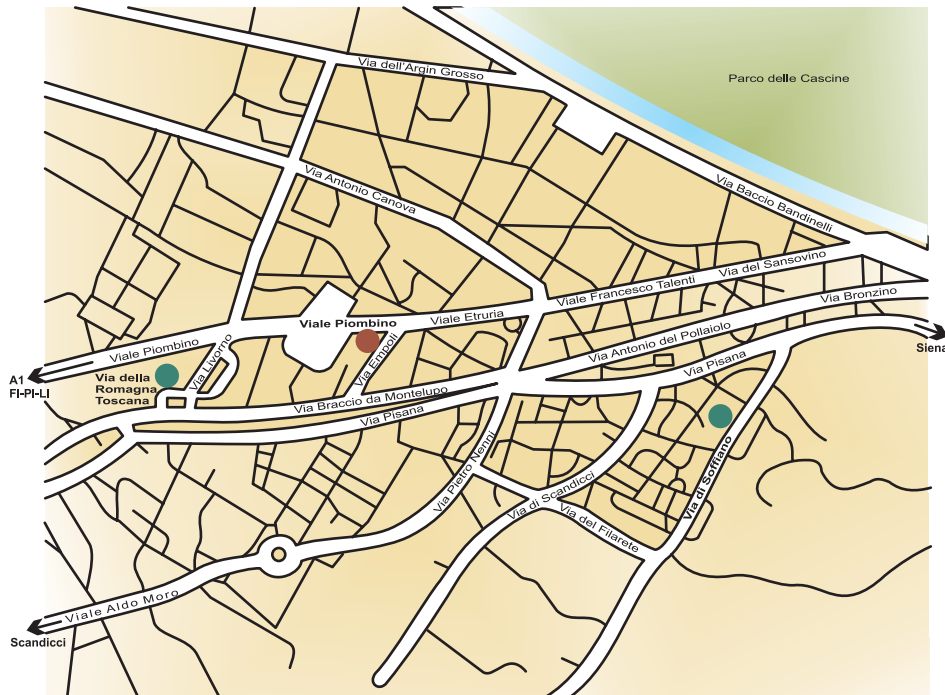 Via dell'Argin Grosso
Parco delle Cascine
Via Baccio Bandinelli
Via Antonio Canova
Via del Sansovino
Viale Francesco Talenti
Via Bronzino
Viale Etruria
Viale Piombino
Via Antonio del Pollaiolo
Siena
Viale Piombino
Via Livorno
Via Empoli
Via Pisana
A1
FI-PI-LI
Via della
Romagna
Toscana
Via Braccio da Montelupo
Via Pisana
Via di Soffiano
Via Pietro Nenni
Via di Scandicci
Via del Filarete
Viale Aldo Moro
Scandicci